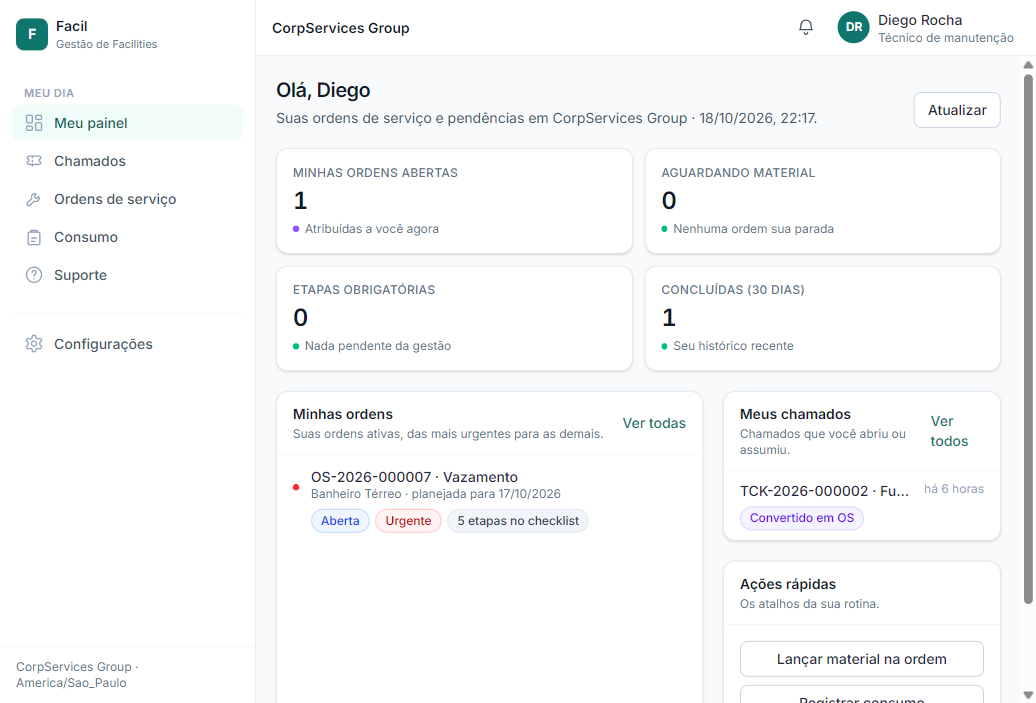 F
Facil
Gestão de Facilities
MEU DIA
Meu painel
Chamados
Ordens de serviço
Consumo
Suporte
Configurações
CorpServices Group ·
America/Sao_Paulo
CorpServices Group
DR
Diego Rocha
Técnico de manutenção
Olá, Diego
Suas ordens de serviço e pendências em CorpServices Group · 18/10/2026, 22:17.
Atualizar
MINHAS ORDENS ABERTAS
1
Atribuídas a você agora
AGUARDANDO MATERIAL
0
Nenhuma ordem sua parada
ETAPAS OBRIGATÓRIAS
0
Nada pendente da gestão
CONCLUÍDAS (30 DIAS)
1
Seu histórico recente
Minhas ordens
Suas ordens ativas, das mais urgentes para as demais.
Ver todas
OS-2026-000007 · Vazamento
Banheiro Térreo · planejada para 17/10/2026
Aberta
Urgente
5 etapas no checklist
Meus chamados
Chamados que você abriu ou
assumiu.
Ver
todos
TCK-2026-000002 · Fu...
há 6 horas
Convertido em OS
Ações rápidas
Os atalhos da sua rotina.
Lançar material na ordem
Registrar consumo